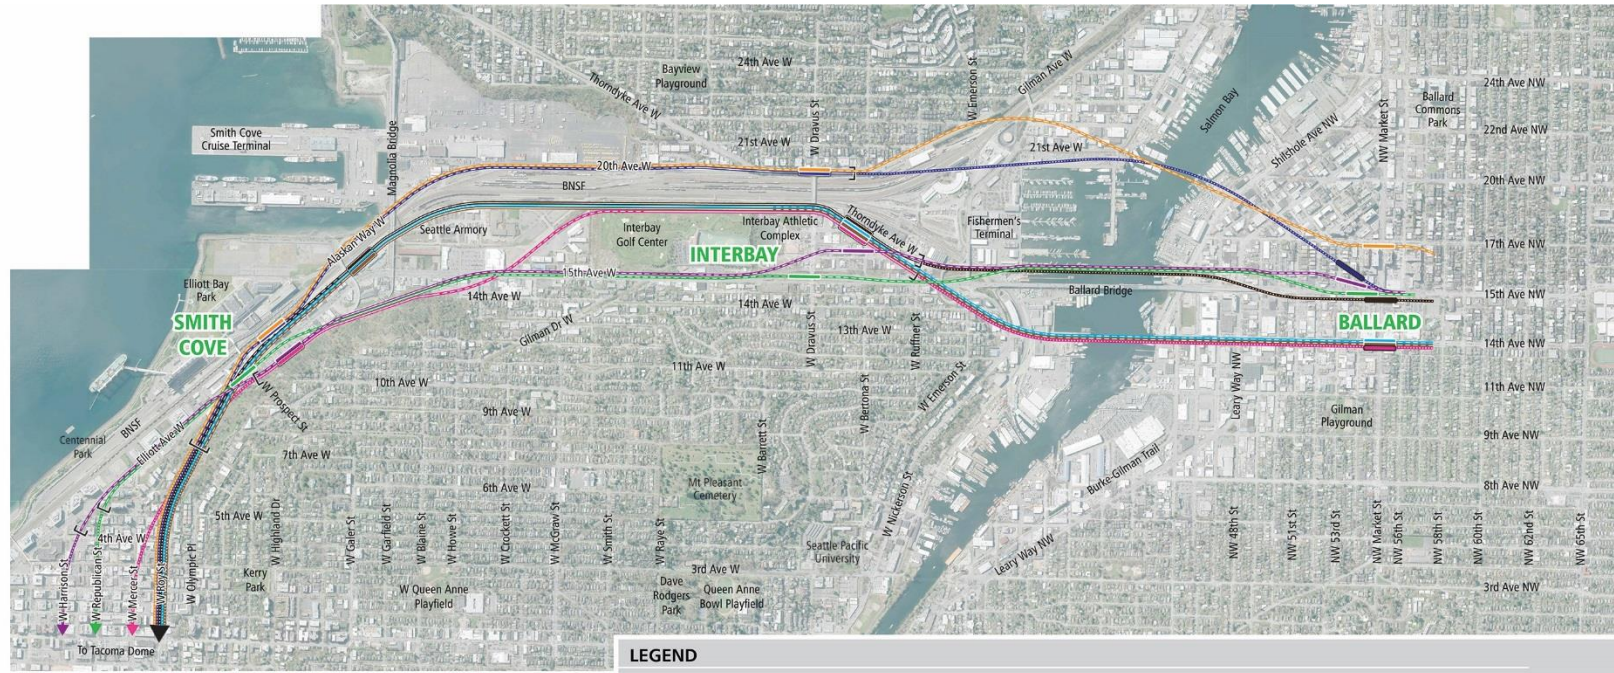 24th Ave W
Bayview
Playground
Thorndyke Ave W
W Dravus St
W Emerson St
Gilman Ave W
Salmon Bay
Shilshole Ave NW
NW Market St
Ballard
Commons
Park
24th Ave NW
22nd Ave NW
20th Ave NW
17th Ave NW
15th Ave NW
14th Ave NW
11th Ave NW
9th Ave NW
8th Ave NW
3rd Ave NW
Smith Cove
Cruise Terminal
Magnolia Bridge
21st Ave W
21st Ave W
20th Ave W
BNSF
Alaskan Way W
Seattle Armory
Interbay
Golf Center
Interbay Athletic
Complex
Thorndyke Ave W
Fishermen's
Terminal
INTERBAY
15th Ave W
14th Ave W
14th Ave W
Ballard Bridge
BALLARD
Elliott Bay
Park
SMITH
COVE
Gilman Dr W
W Dravus St
13th Ave W
W Ruffner St
11th Ave W
10th Ave W
W Prospect St
9th Ave W
W Bertona St
W Emerson St
Leary Way NW
Gilman
Playground
BNSF
Centennial
Park
Elliott Ave W
7th Ave W
W Barrett St
Mt Pleasant
Cemetery
6th Ave W
Burke-Gilman Trail
W Nickerson St
5th Ave W
4th Ave W
W Highland Dr
W Galer St
W Garfield St
W Blaine St
W Howe St
W Crockett St
W McGraw St
W Smith St
W Raye St
Seattle Pacific
University
Leary Way NW
NW 48th St
NW 51st St
NW 53rd St
NW Market St
NW 56th St
NW 58th St
NW 60th St
NW 62nd St
NW 65th St
3rd Ave W
W Harrison St
W Republican St
W Mercer St
W Roy St
W Olympic Pl
Kerry
Park
W Queen Anne
Playfield
Dave
Rodgers
Park
Queen Anne
Bowl Playfield
To Tacoma Dome
LEGEND